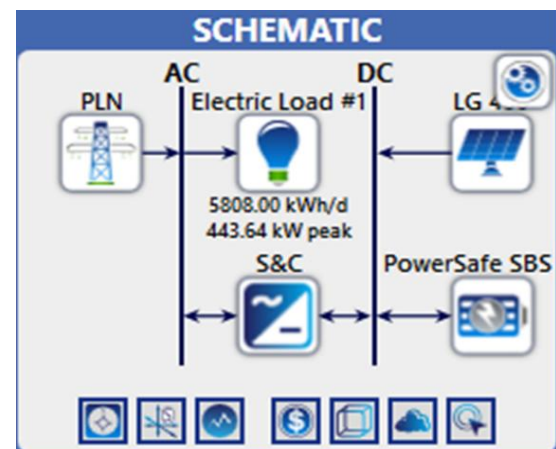 SCHEMATIC
AC DC
PLN Electric Load #1 LG
5808.00 kWh/d
443.64 kW peak
S&C PowerSafe SBS